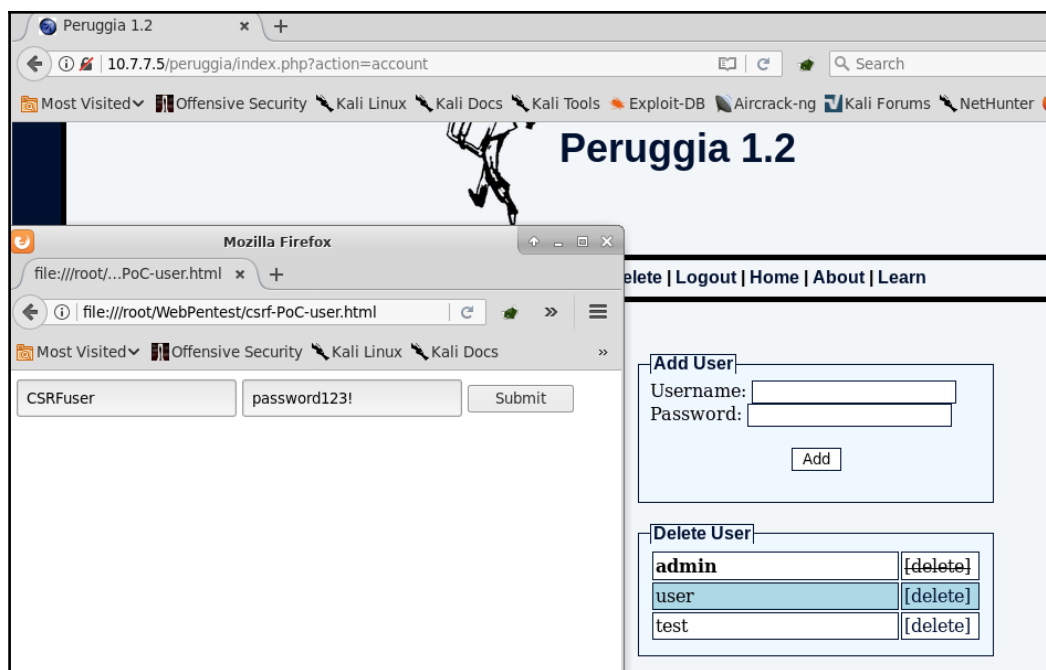 Peruggia 1.2
10.7.7.5/peruggia/index.php?action=account
Search
Most Visited Offensive Security Kali Linux Kali Docs Kali Tools Exploit-DB Aircrack-ng Kali Forums NetHunter
Peruggia 1.2
Mozilla Firefox
file:///root/...PoC-user.html
file:///root/WebPentest/csrf-PoC-user.html
Most Visited Offensive Security Kali Linux Kali Docs
CSRFuser password123! Submit
elete | Logout | Home | About | Learn
Add User
Username:
Password:
Add
Delete User
admin [delete]
user [delete]
test [delete]